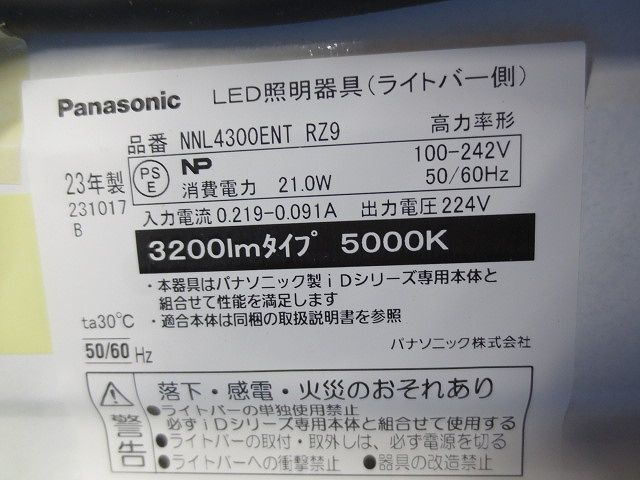 Panasonic LED照明器具(ライトバー側)
品番 NNL4300ENT RZ9 高力率形
PS E NP 100-242V
23年製 消費電力 21.0W 50/60Hz
231017 入力電流 0.219-0.091A 出力電圧 224V
B
3200lmタイプ 5000K
・本器具はパナソニック製iDシリーズ専用本体と
組合せて性能を満足します
・適合本体は同梱の取扱説明書を参照
ta30℃
50/60 Hz パナソニック株式会社
警告 落下・感電・火災のおそれあり
●ライトバーの単独使用禁止
必ずiDシリーズ専用本体と組合せて使用する
●ライトバーの取付・取外しは、必ず電源を切る
●ライトバーへの衝撃禁止 ●器具の改造禁止